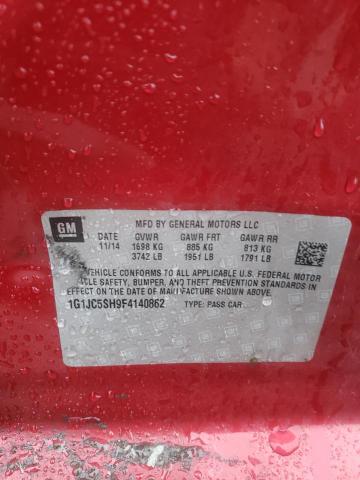 GM
MFD BY GENERAL MOTORS LLC
DATE GVWR GAWR FRT GAWR RR
11/14 1698 KG 885 KG 813 KG
3742 LB 1951 LB 1791 LB
VEHICLE CONFORMS TO ALL APPLICABLE U.S. FEDERAL MOTOR
VEHICLE SAFETY, BUMPER, AND THEFT PREVENTION STANDARDS
IN EFFECT ON THE DATE OF MANUFACTURE SHOWN ABOVE.
1G1JC5SH9F4140862 TYPE: PASS CAR